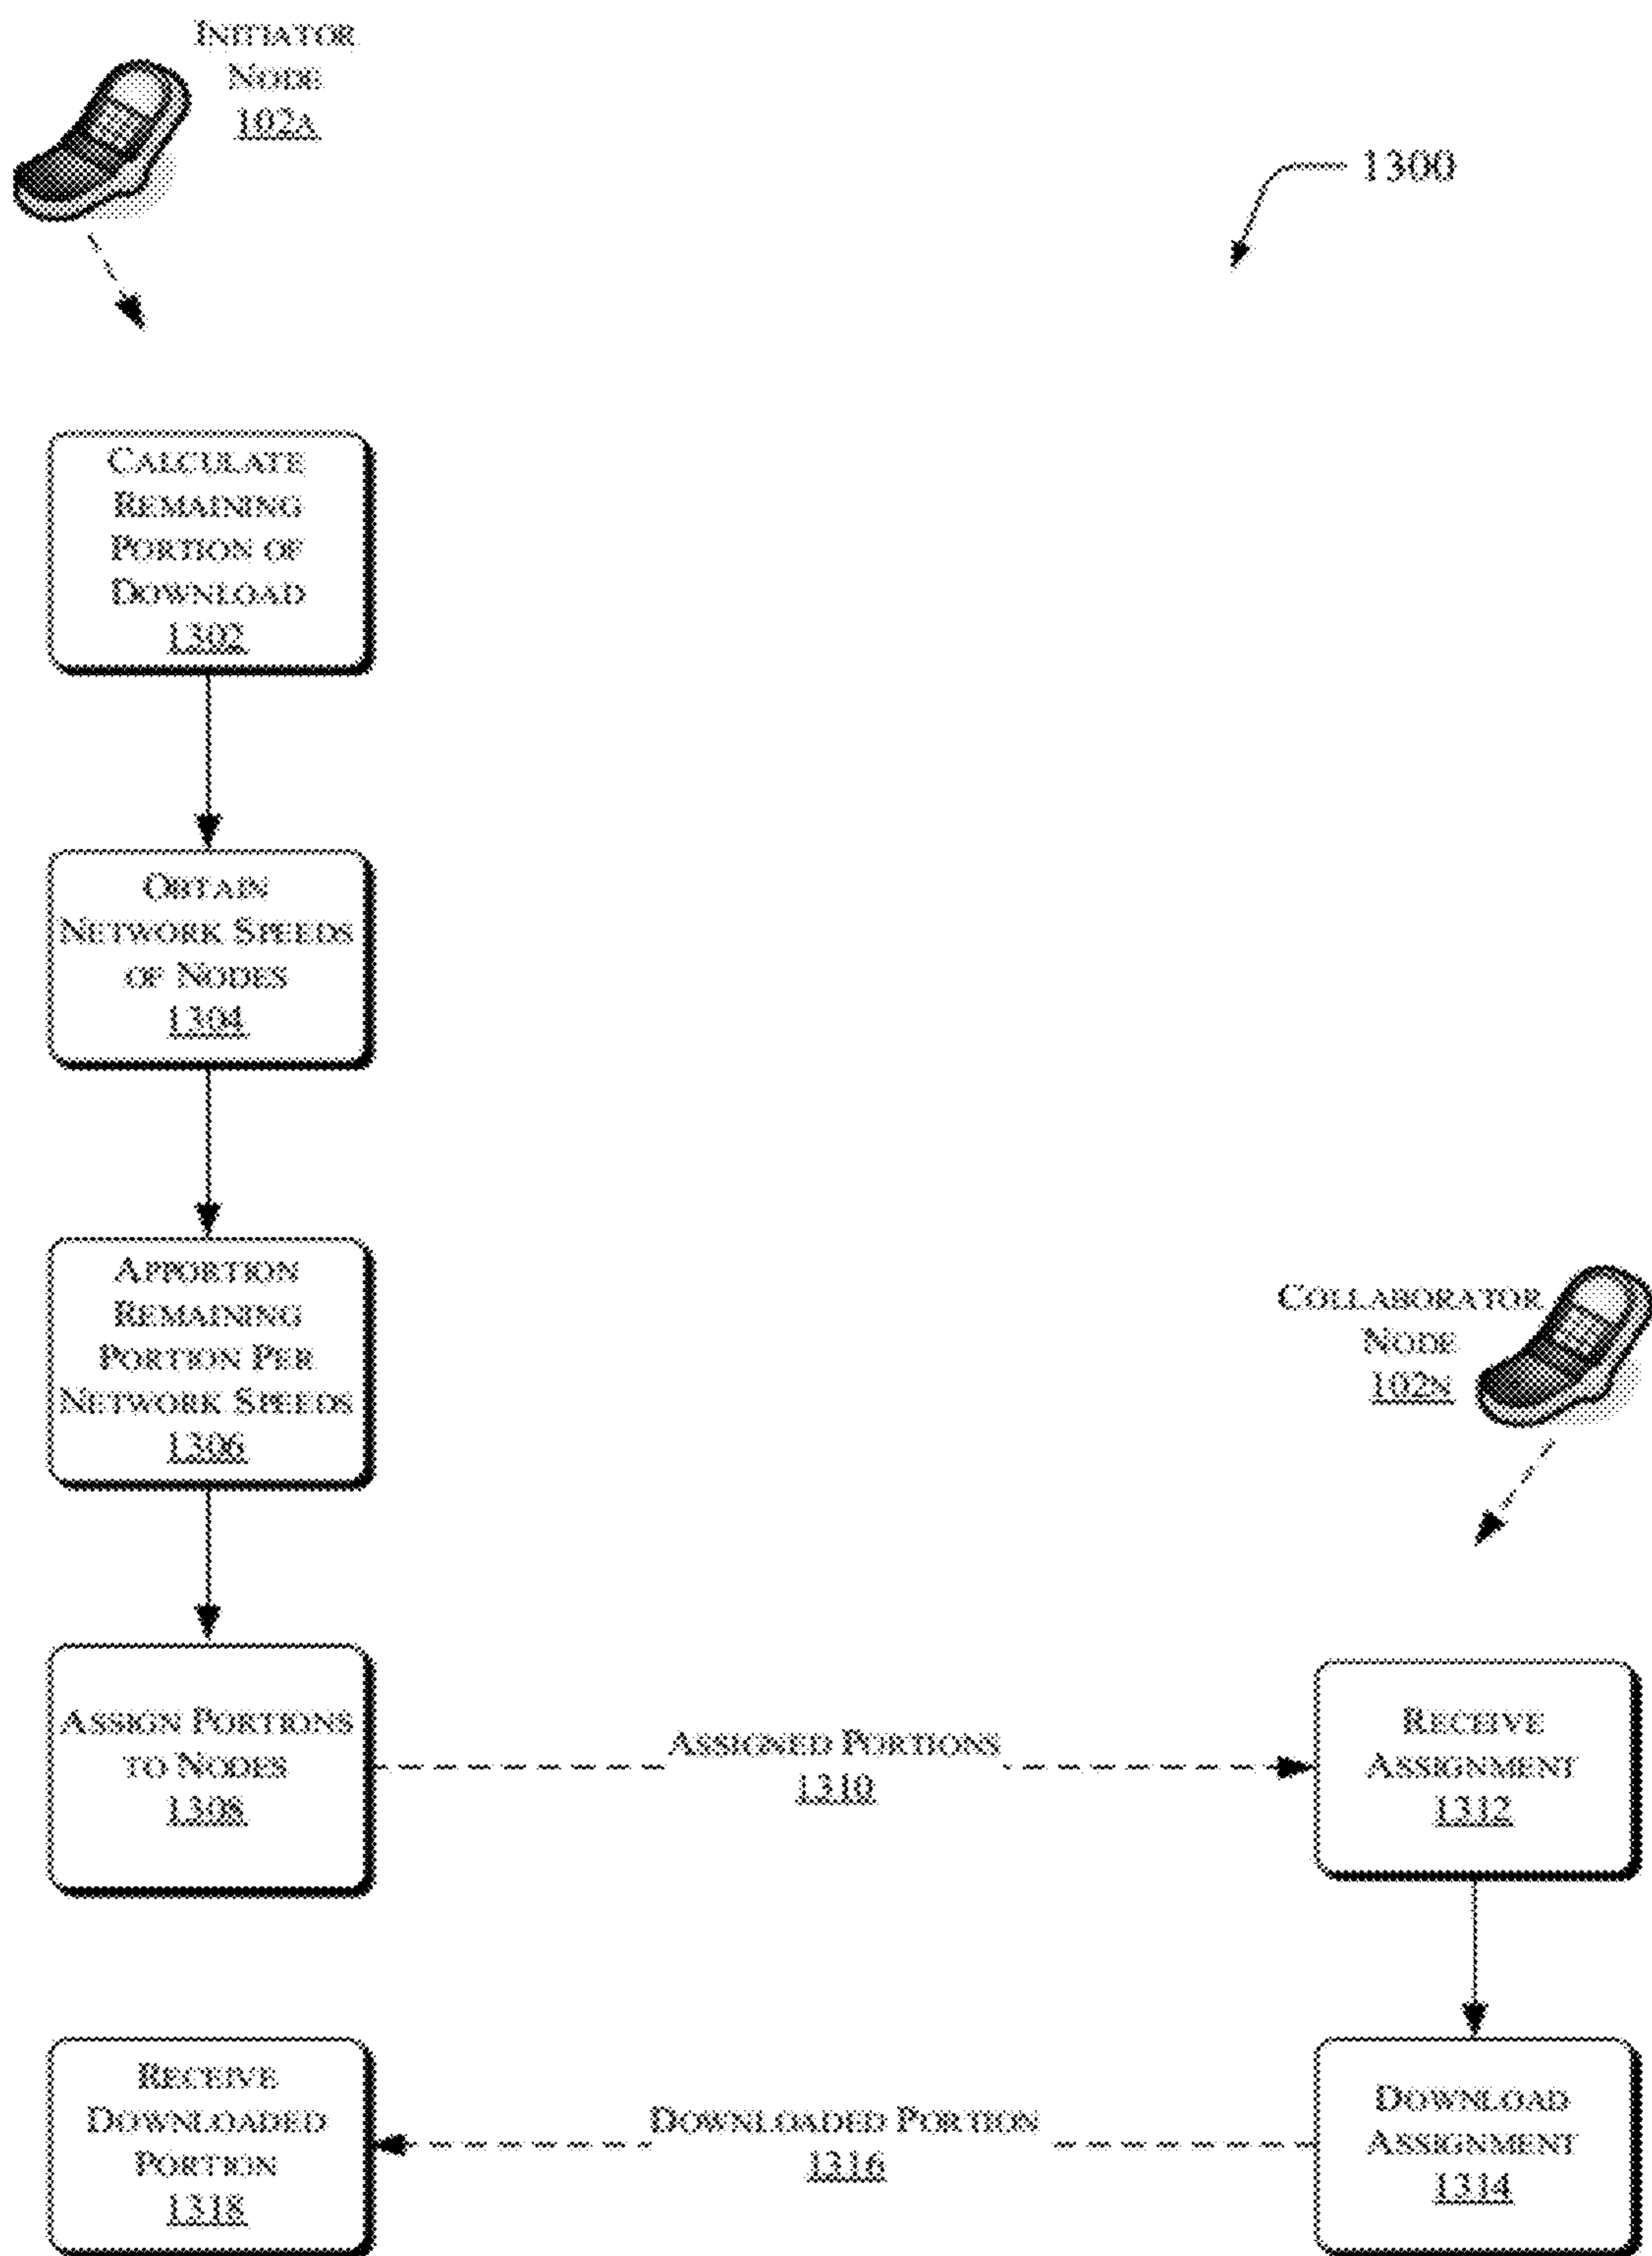 INITIATOR
NODE
102A
1300
CALCULATE
REMAINING
PORTION OF
DOWNLOAD
1302
OBTAIN
NETWORK SPEEDS
OF NODES
1304
APPORTION
REMAINING
PORTION PER
NETWORK SPEEDS
1306
COLLABORATOR
NODE
102N
ASSIGN PORTIONS
TO NODES
1308
ASSIGNED PORTIONS
1310
RECEIVE
ASSIGNMENT
1312
RECEIVE
DOWNLOADED
PORTION
1318
DOWNLOADED PORTION
1316
DOWNLOAD
ASSIGNMENT
1314